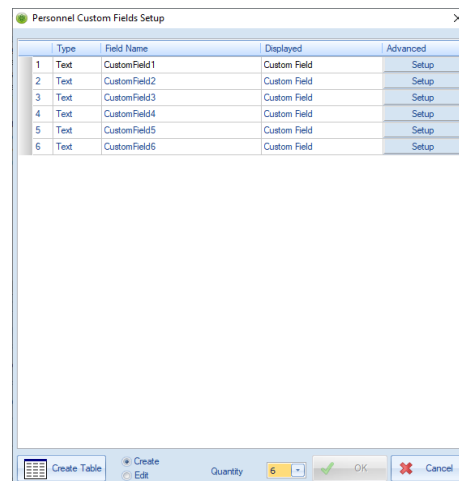 Personnel Custom Fields Setup
Type Field Name Displayed Advanced
1 Text CustomField1 Custom Field Setup
2 Text CustomField2 Custom Field Setup
3 Text CustomField3 Custom Field Setup
4 Text CustomField4 Custom Field Setup
5 Text CustomField5 Custom Field Setup
6 Text CustomField6 Custom Field Setup
Create Table
Create
Edit
Quantity 6 OK Cancel